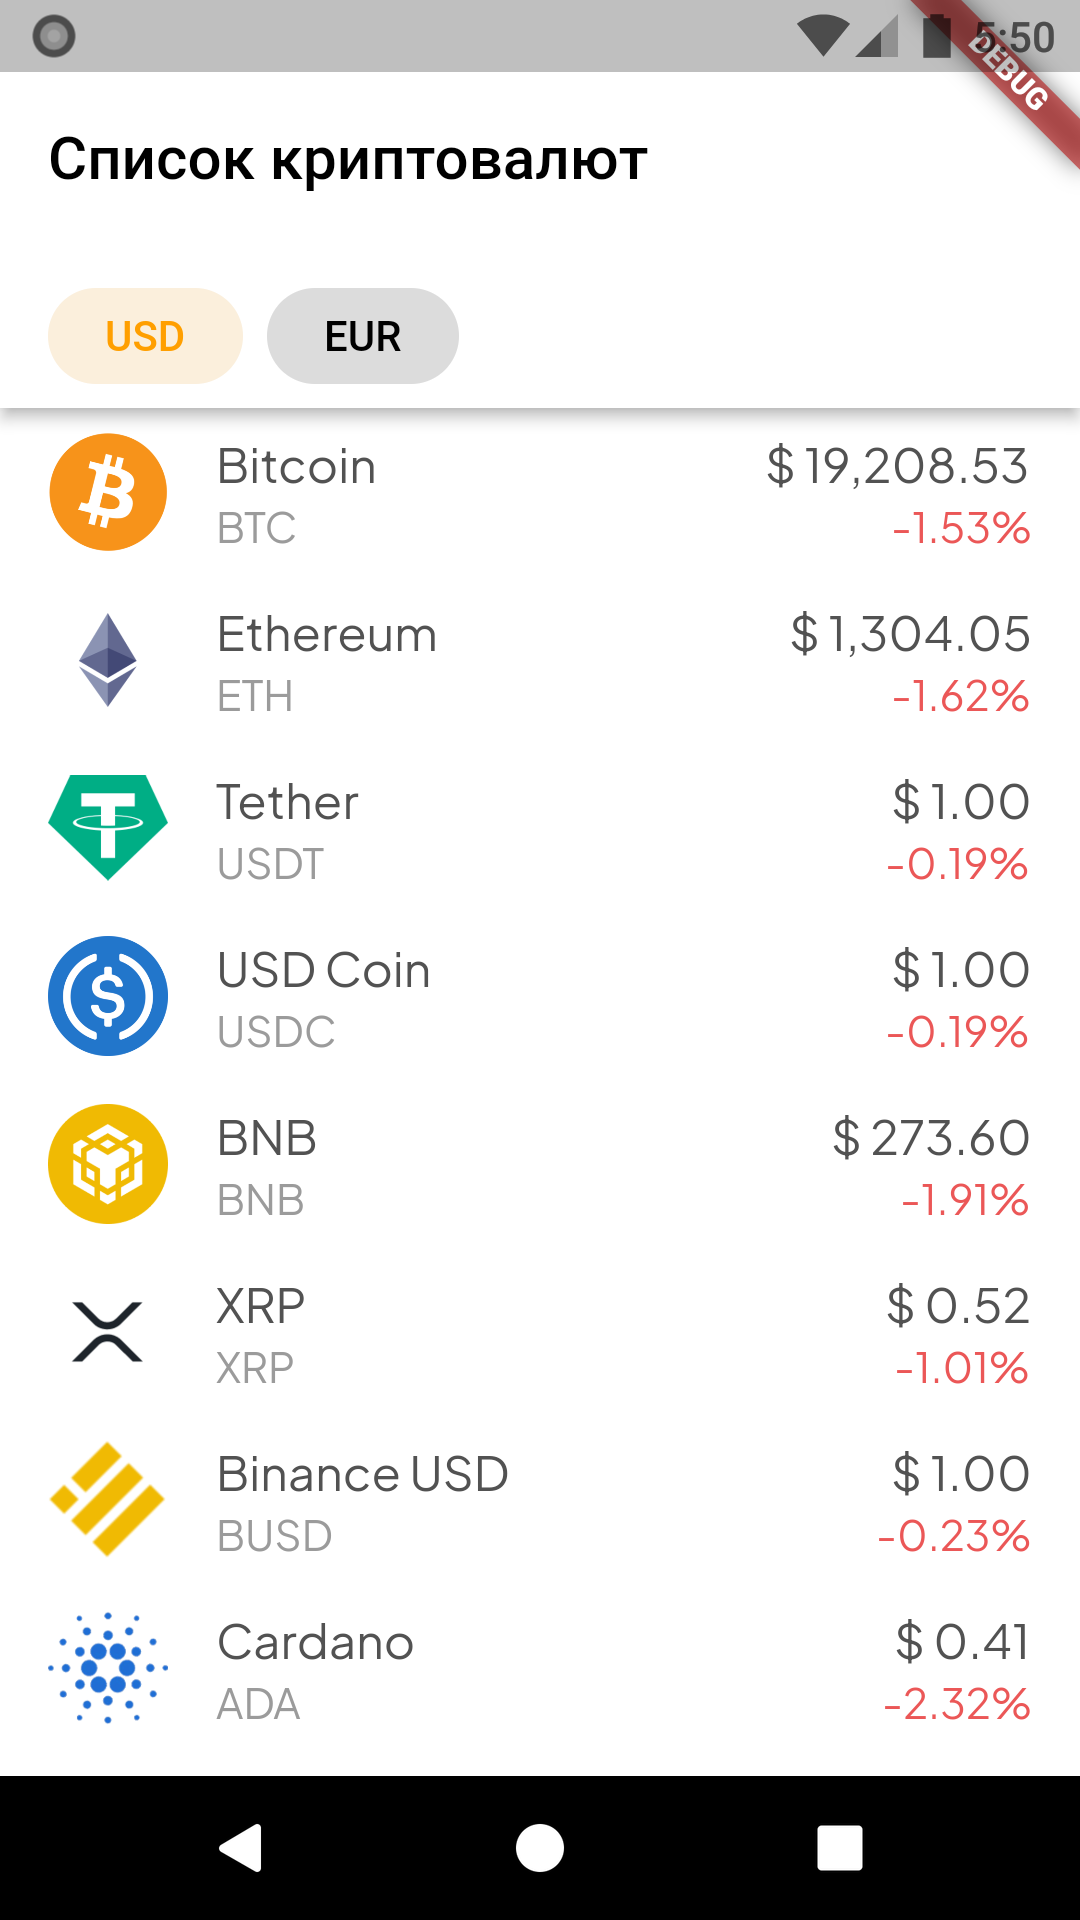 5:50
DEBUG
Список криптовалют
USD EUR
Bitcoin $ 19,208.53
BTC -1.53%
Ethereum $ 1,304.05
ETH -1.62%
Tether $ 1.00
USDT -0.19%
USD Coin $ 1.00
USDC -0.19%
BNB $ 273.60
BNB -1.91%
XRP $ 0.52
XRP -1.01%
Binance USD $ 1.00
BUSD -0.23%
Cardano $ 0.41
ADA -2.32%